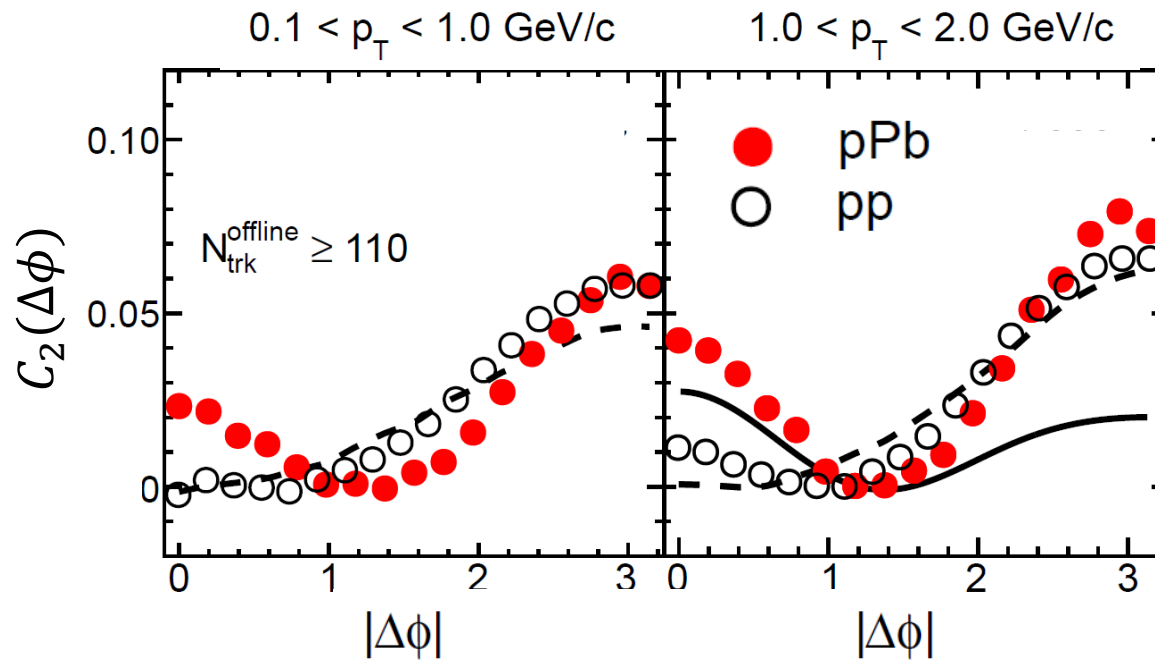 0.1 < p_T < 1.0 GeV/c
1.0 < p_T < 2.0 GeV/c
0.10
0.05
0
C_2(Δϕ)
N_trk^offline ≥ 110
pPb
pp
0 1 2 3
0 1 2 3
|Δϕ|
|Δϕ|